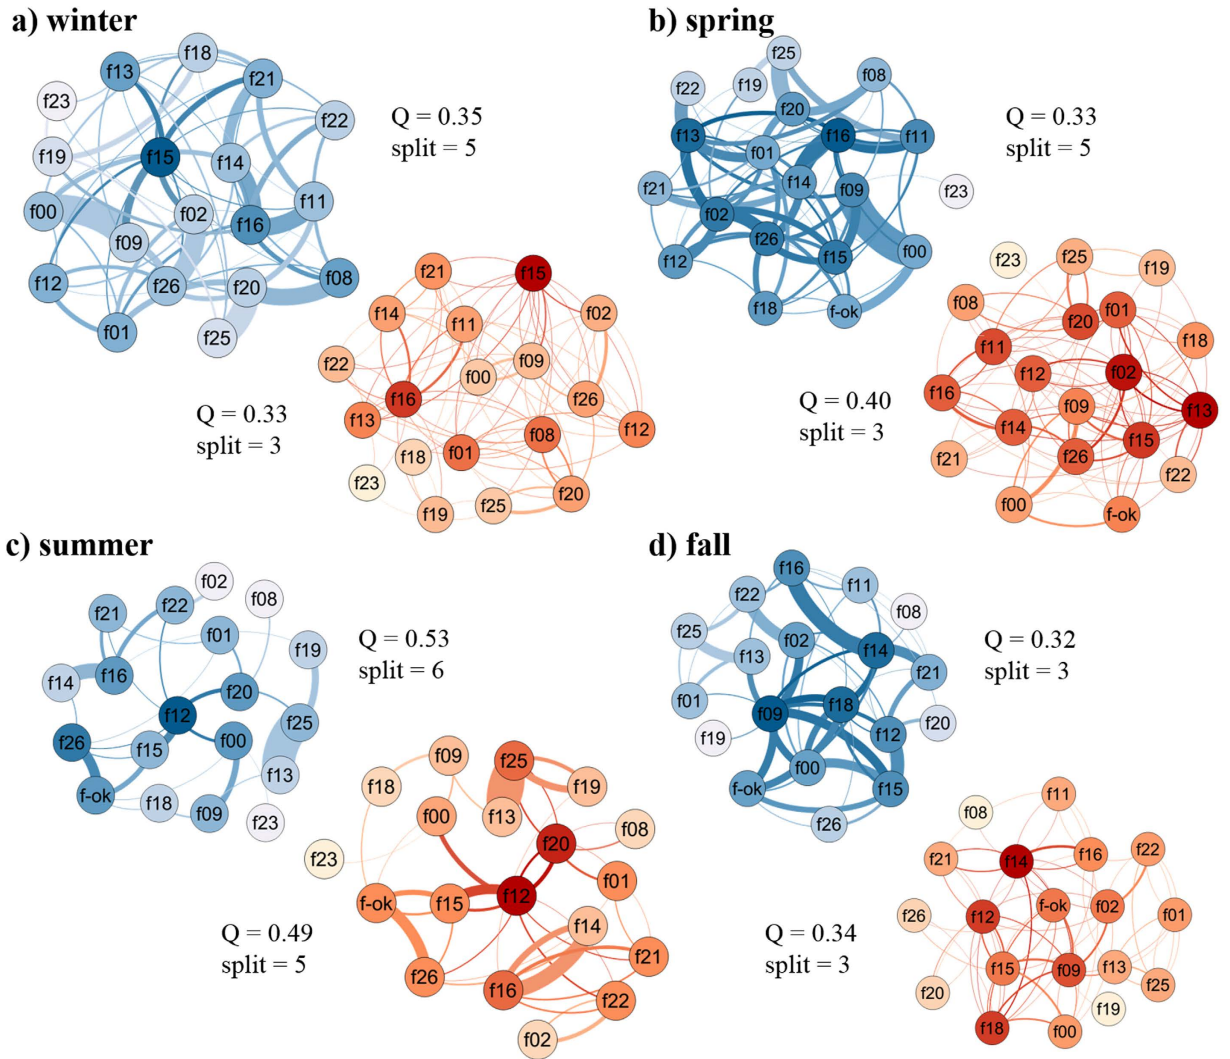 a) winter
f18
f13
f21
f23
f22
f19
f15
f14
f00
f02
f11
f09
f16
f12
f26
f20
f08
f01
f25
Q = 0.35
split = 5
f21
f15
f14
f11
f02
f22
f00
f09
f16
f26
f13
f08
f12
f01
f18
f23
f20
f25
f19
Q = 0.33
split = 3
b) spring
f25
f08
f22
f19
f20
f13
f16
f11
f01
f21
f14
f09
f23
f02
f26
f12
f15
f00
f18
f-ok
Q = 0.33
split = 5
f23
f25
f19
f08
f20
f01
f18
f11
f12
f02
f16
f09
f13
f14
f15
f21
f26
f22
f00
f-ok
Q = 0.40
split = 3
c) summer
f02
f22
f08
f21
f01
f19
f16
f14
f20
f12
f25
f26
f15
f00
f13
f-ok
f18
f09
f23
Q = 0.53
split = 6
f09
f25
f18
f19
f00
f13
f08
f20
f23
f01
f-ok
f15
f12
f14
f21
f26
f16
f22
f02
Q = 0.49
split = 5
d) fall
f16
f11
f22
f08
f25
f02
f14
f13
f21
f01
f18
f09
f20
f19
f12
f00
f-ok
f15
f26
Q = 0.32
split = 3
f11
f08
f21
f14
f16
f22
f26
f12
f-ok
f02
f01
f15
f09
f13
f20
f25
f19
f18
f00
Q = 0.34
split = 3